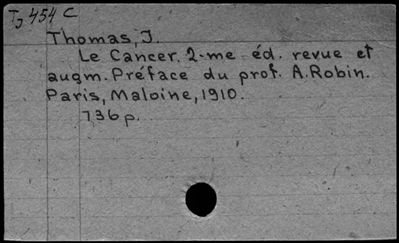 TJ 454 C
Thomas, J.
Le Cancer. 2-me éd. revue et
augm. Préface du prof. A. Robin.
Paris, Maloine, 1910.
736 p.